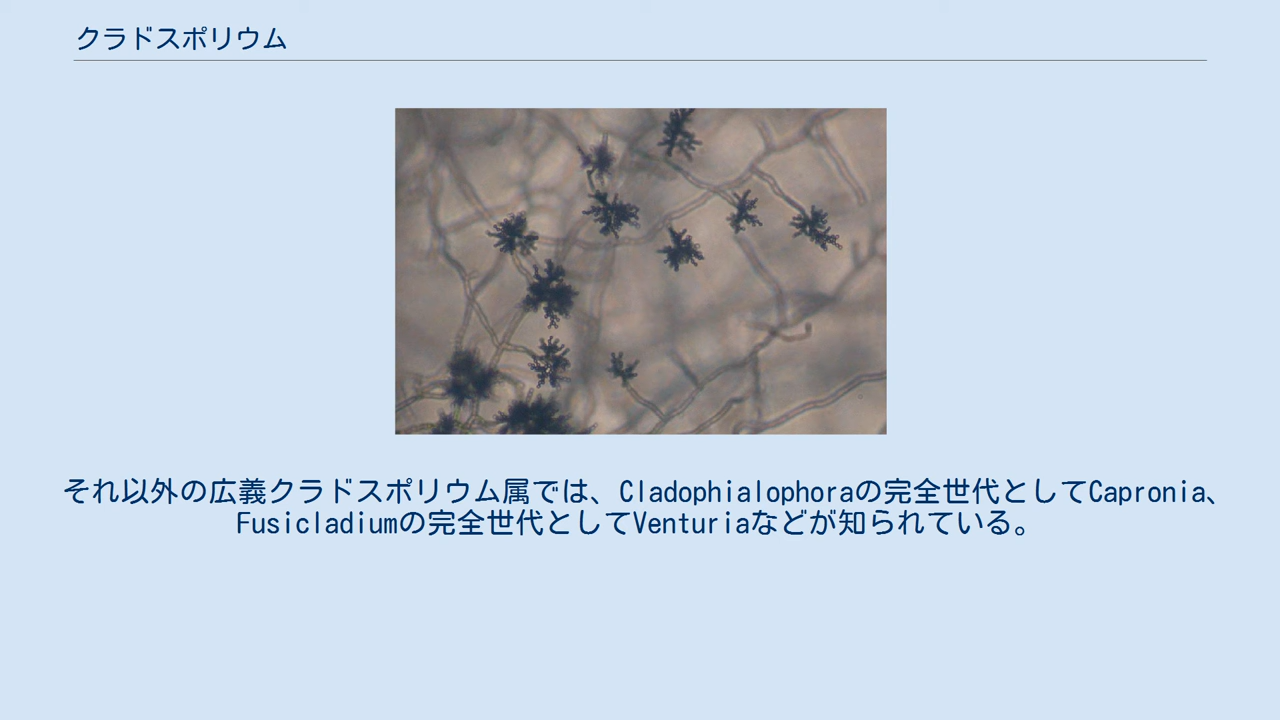 クラドスポリウム
それ以外の広義クラドスポリウム属では、Cladophialophoraの完全世代としてCapronia、
Fusicladiumの完全世代としてVenturiaなどが知られている。